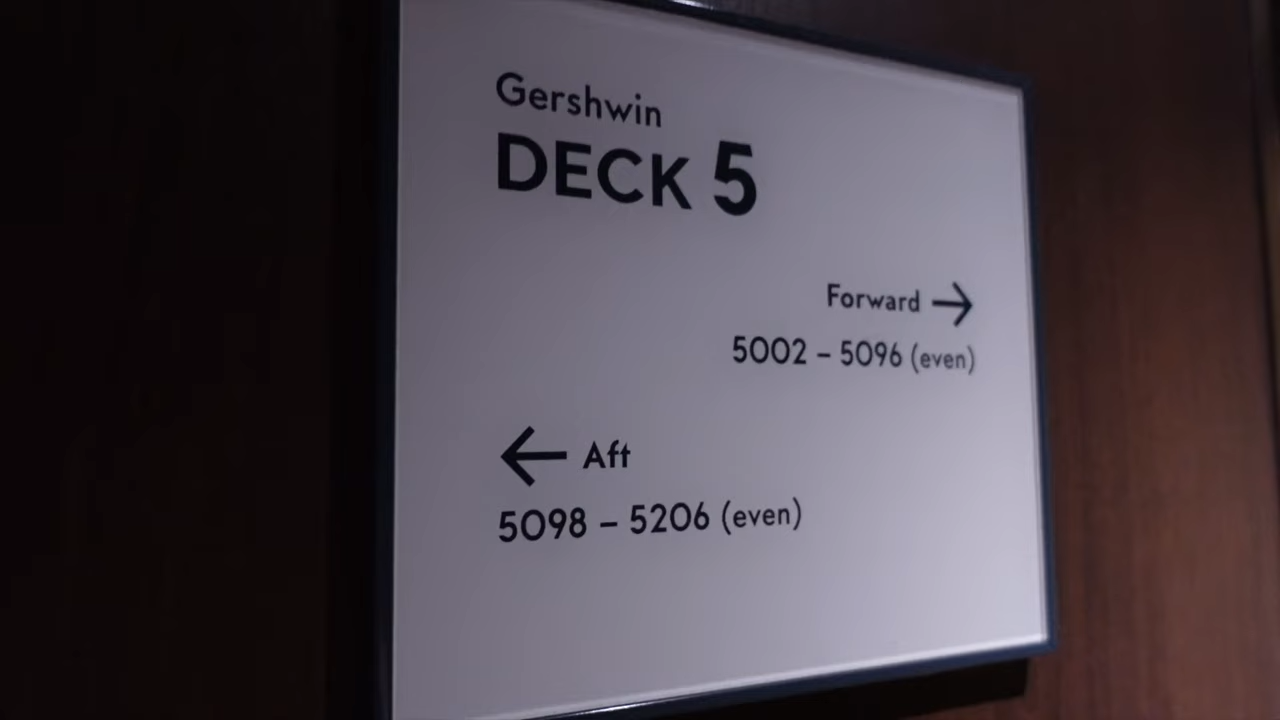 Gershwin
DECK 5
Forward →
5002 – 5096 (even)
← Aft
5098 – 5206 (even)